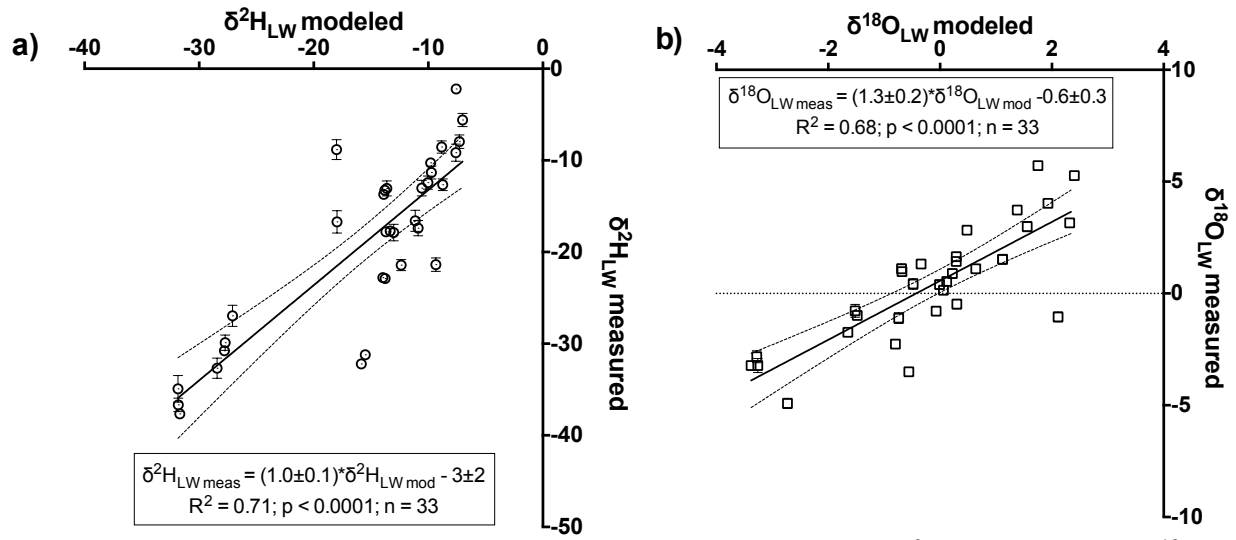 a)
δ²H_LW modeled
-40 -30 -20 -10 0
0
-10
-20
-30
-40
-50
δ²H_LW measured
δ²H_LW meas = (1.0±0.1)*δ²H_LW mod - 3±2
R² = 0.71; p < 0.0001; n = 33
b)
δ¹⁸O_LW modeled
-4 -2 0 2 4
10
5
0
-5
-10
δ¹⁸O_LW measured
δ¹⁸O_LW meas = (1.3±0.2)*δ¹⁸O_LW mod -0.6±0.3
R² = 0.68; p < 0.0001; n = 33